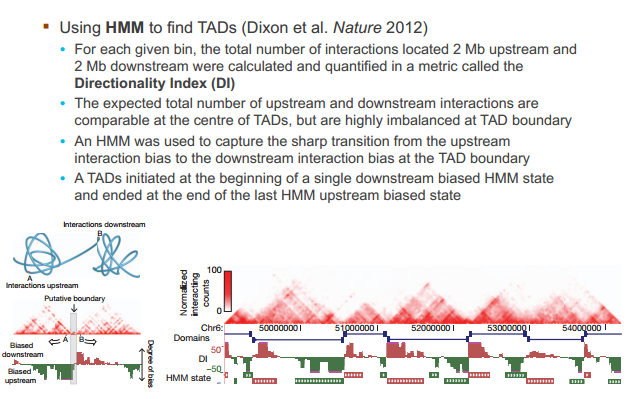 Using HMM to find TADs (Dixon et al. Nature 2012)
For each given bin, the total number of interactions located 2 Mb upstream and
2 Mb downstream were calculated and quantified in a metric called the
Directionality Index (DI)
The expected total number of upstream and downstream interactions are
comparable at the centre of TADs, but are highly imbalanced at TAD boundary
An HMM was used to capture the sharp transition from the upstream
interaction bias to the downstream interaction bias at the TAD boundary
A TADs initiated at the beginning of a single downstream biased HMM state
and ended at the end of the last HMM upstream biased state
Interactions downstream
B
A
Interactions upstream
Putative boundary
A B
Biased
downstream
Biased
upstream
Degree of bias
Normalized
interacting
counts
100
0
Chr6: 50000000 51000000 52000000 53000000 54000000
Domains
50
DI
-50
HMM state